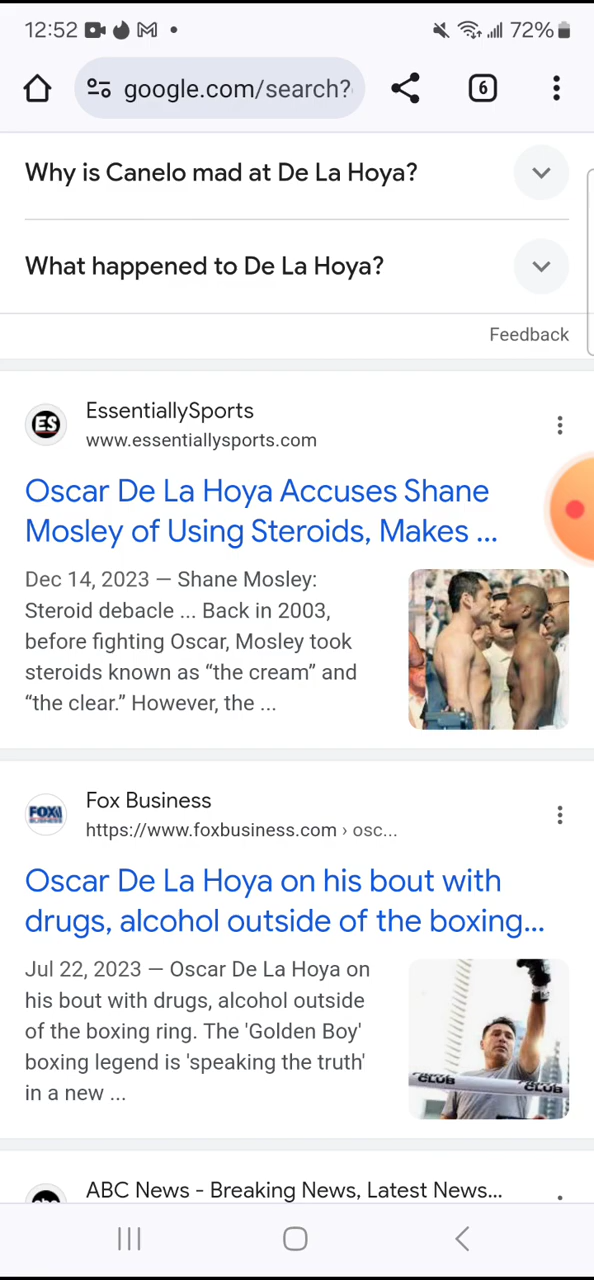 12:52 72%
google.com/search? 6
Why is Canelo mad at De La Hoya?
What happened to De La Hoya?
Feedback
EssentiallySports
www.essentiallysports.com
ES
Oscar De La Hoya Accuses Shane
Mosley of Using Steroids, Makes ...
Dec 14, 2023 — Shane Mosley:
Steroid debacle ... Back in 2003,
before fighting Oscar, Mosley took
steroids known as “the cream” and
“the clear.” However, the ...
Fox Business
FOX
BUSINESS
https://www.foxbusiness.com › osc...
Oscar De La Hoya on his bout with
drugs, alcohol outside of the boxing...
Jul 22, 2023 — Oscar De La Hoya on
his bout with drugs, alcohol outside
of the boxing ring. The 'Golden Boy'
boxing legend is 'speaking the truth'
in a new ...
CLUB CLUB
ABC News - Breaking News, Latest News...